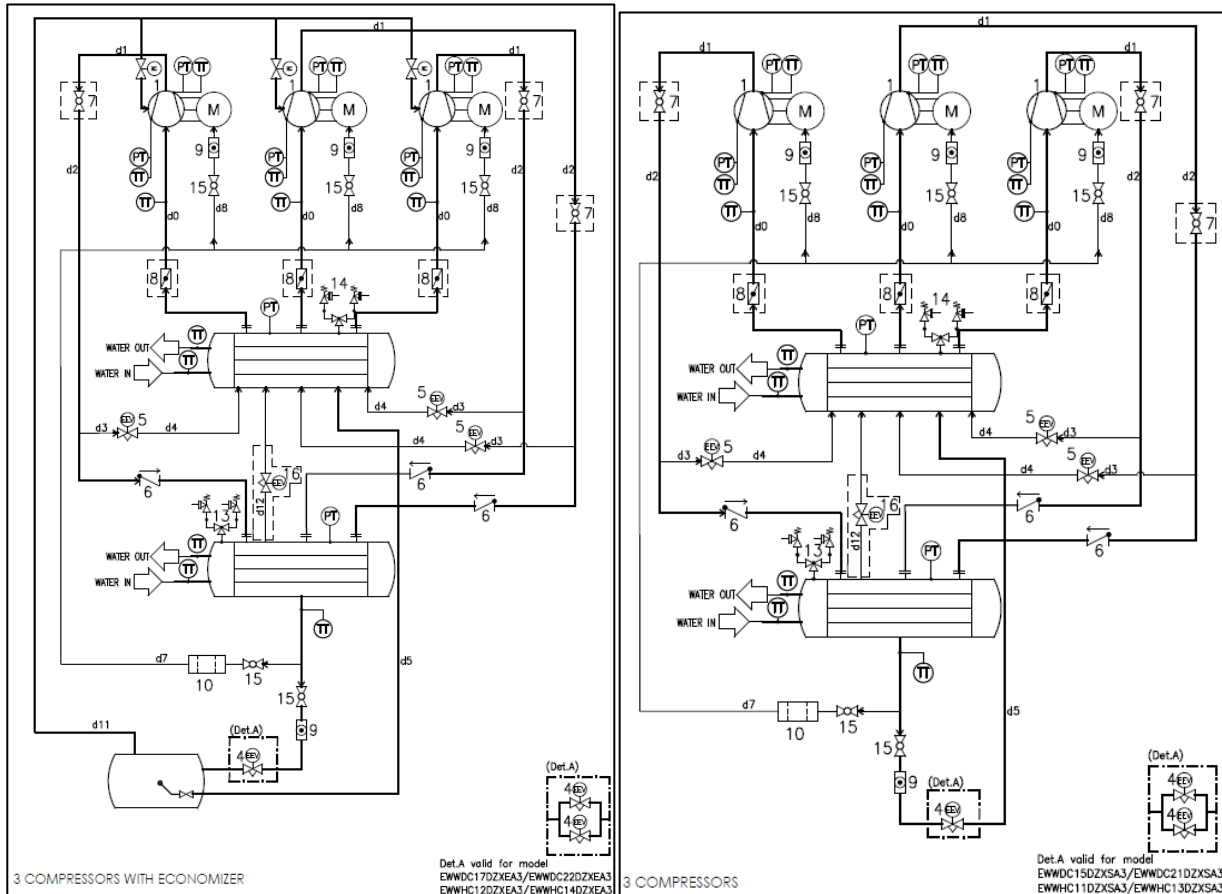 d1
d1
PT TT
PT TT
PT TT
1
1
1
M
M
M
7
7
9
9
9
PT
PT
PT
TT
TT
TT
d2
d2
15
15
15
TT
TT
TT
7
d0
d8
d0
d8
d0
d8
8
8
8
14
PT
TT
WATER OUT
TT
WATER IN
5
EEV
d3
d4
d3
EEV
5
d4
5
EEV
d4
d3
16
EEV
6
6
d12
6
13
PT
TT
WATER OUT
TT
WATER IN
TT
d7
10
15
15
d5
d11
9
(Det.A)
4 EEV
(Det.A)
4 EEV
4 EEV
3 COMPRESSORS WITH ECONOMIZER
Det.A valid for model
EWWDC17DZXEA3/EWWDC22DZXEA3
EWWHC12DZXEA3/EWWHC14DZXEA3
d1
d1
PT TT
PT TT
PT TT
1
1
1
M
M
M
7
7
9
9
9
PT
PT
PT
TT
TT
TT
d2
d2
15
15
15
TT
TT
TT
7
d0
d8
d0
d8
d0
d8
8
8
8
14
PT
TT
WATER OUT
TT
WATER IN
5
EEV
d4
d3
5
EEV
d3
d4
5
d4
EEV
d3
16
EEV
6
6
d12
6
13
PT
TT
WATER OUT
TT
WATER IN
TT
d7
10
15
d5
15
9
(Det.A)
4 EEV
(Det.A)
4 EEV
4 EEV
3 COMPRESSORS
Det.A valid for model
EWWDC15DZXSA3/EWWDC21DZXSA3
EWWHC11DZXSA3/EWWHC13DZXSA3